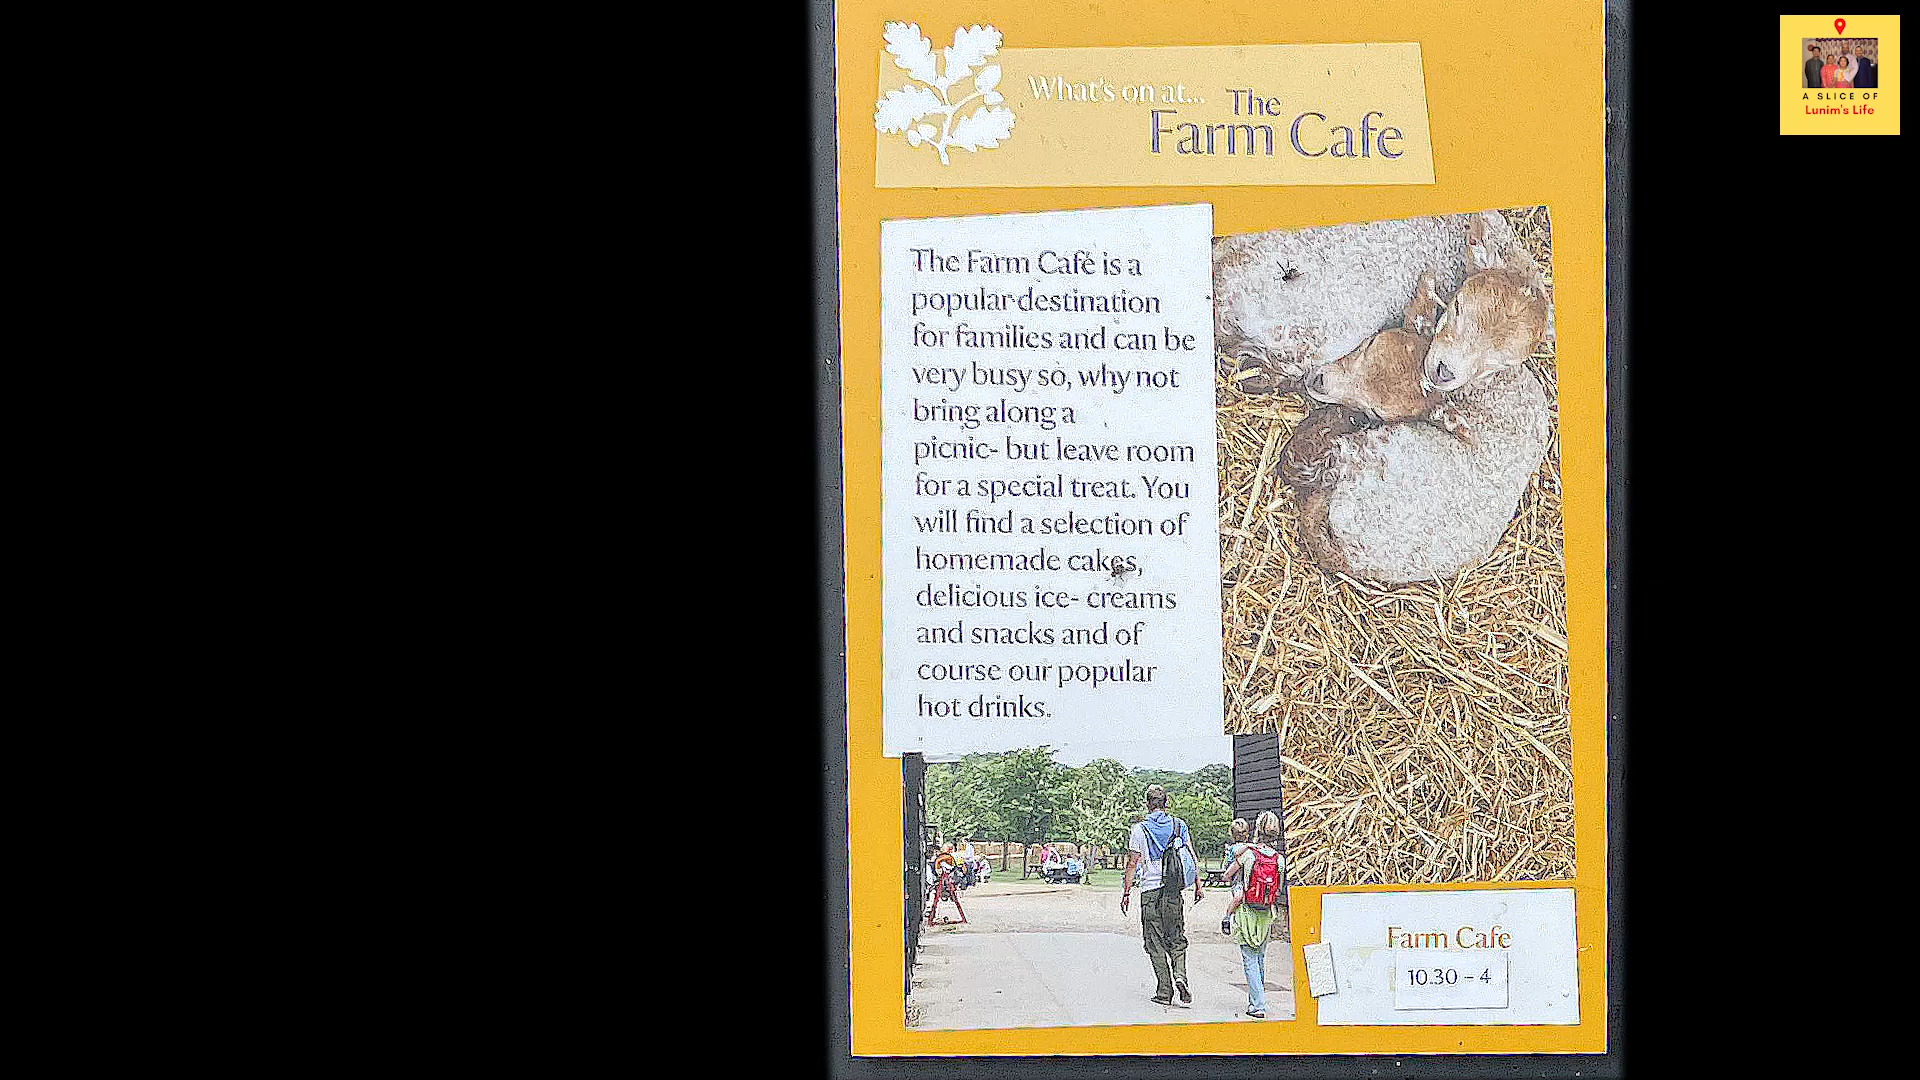 What's on at...
The
Farm Cafe
The Farm Café is a
popular destination
for families and can be
very busy so, why not
bring along a
picnic- but leave room
for a special treat. You
will find a selection of
homemade cakes,
delicious ice- creams
and snacks and of
course our popular
hot drinks.
Farm Cafe
10.30 - 4
A SLICE OF
Lunim's Life